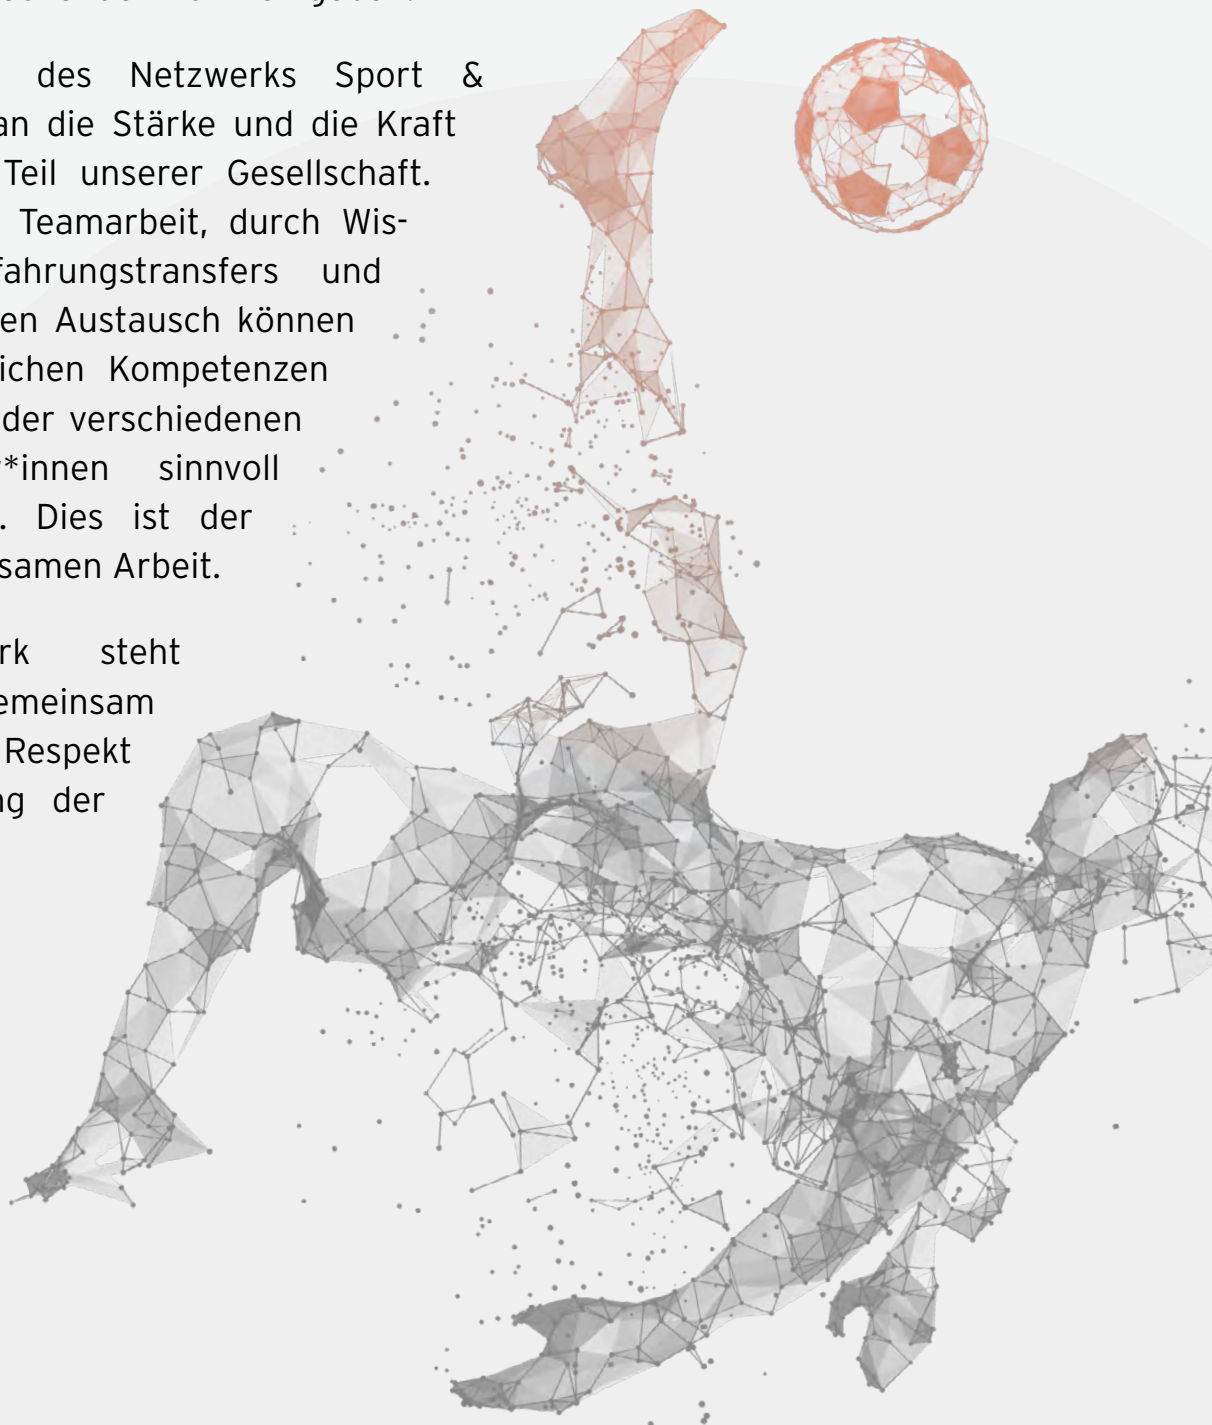 des Netzwerks Sport &
an die Stärke und die Kraft
Teil unserer Gesellschaft.
Teamarbeit, durch Wis-
fahrungstransfers und
en Austausch können
ichen Kompetenzen
der verschiedenen
*innen sinnvoll
. Dies ist der
samen Arbeit.
rk steht
emeinsam
Respekt
ng der